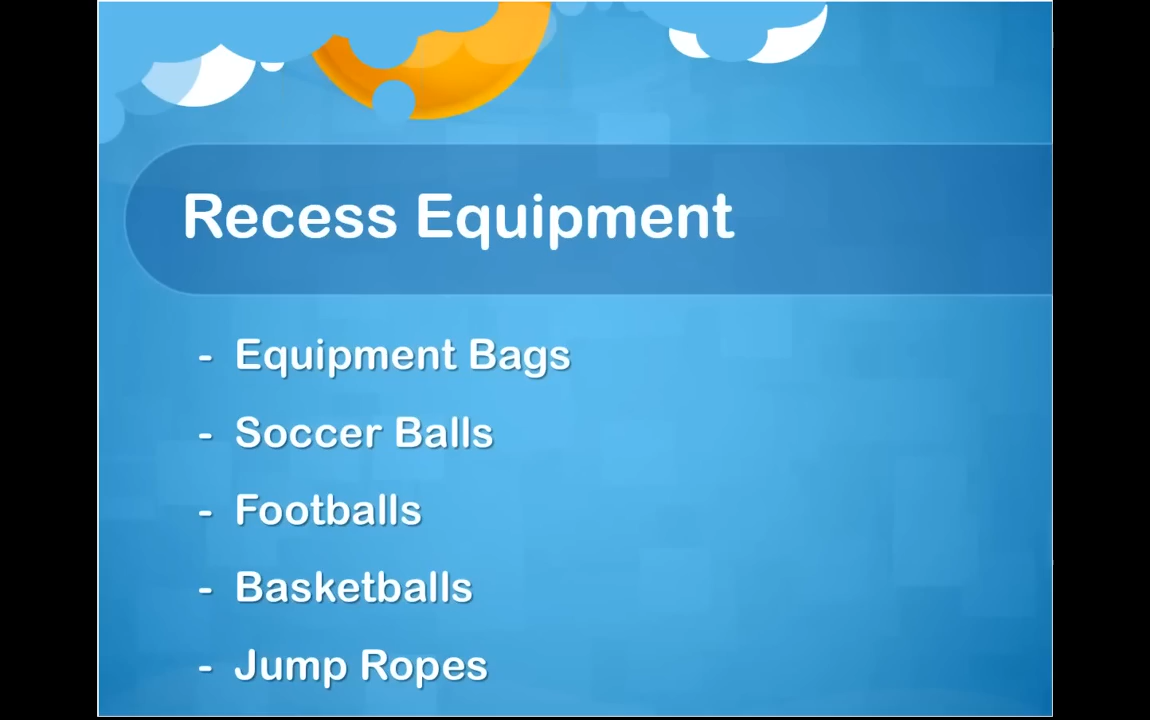 Recess Equipment
- Equipment Bags
- Soccer Balls
- Footballs
- Basketballs
- Jump Ropes